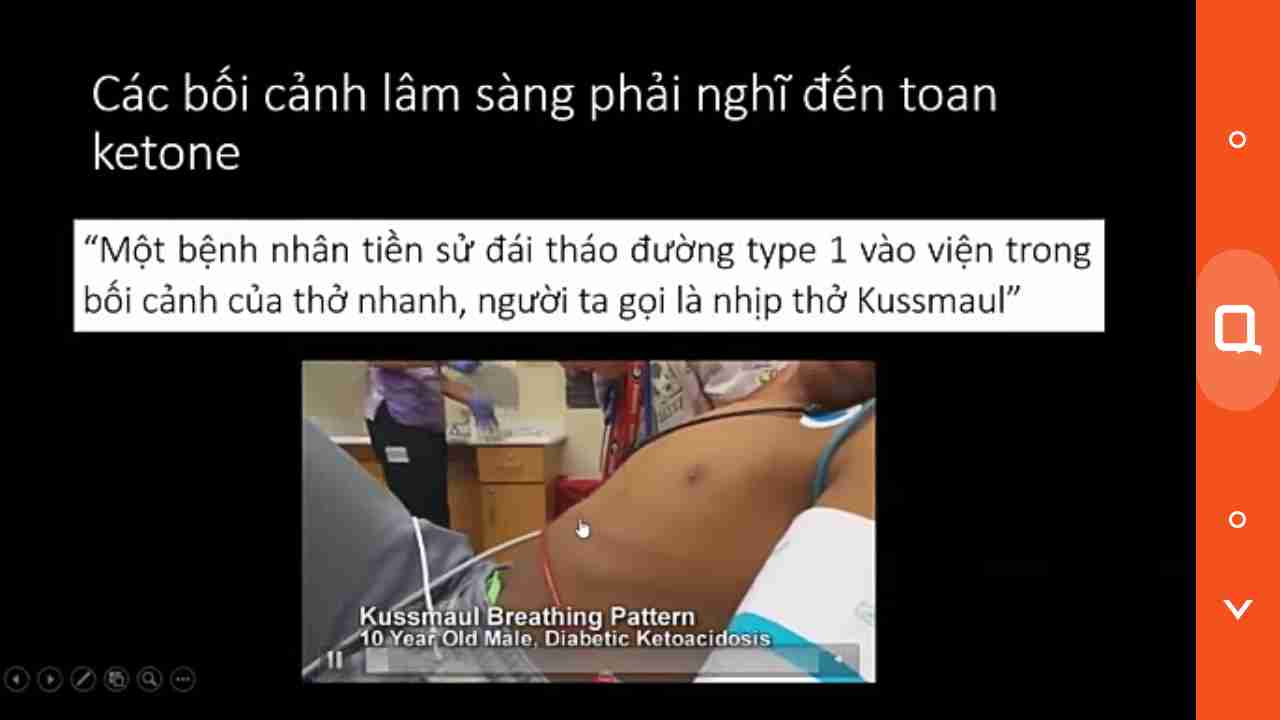 Các bối cảnh lâm sàng phải nghĩ đến toan
ketone
“Một bệnh nhân tiền sử đái tháo đường type 1 vào viện trong
bối cảnh của thở nhanh, người ta gọi là nhịp thở Kussmaul”
Kussmaul Breathing Pattern
10 Year Old Male, Diabetic Ketoacidosis